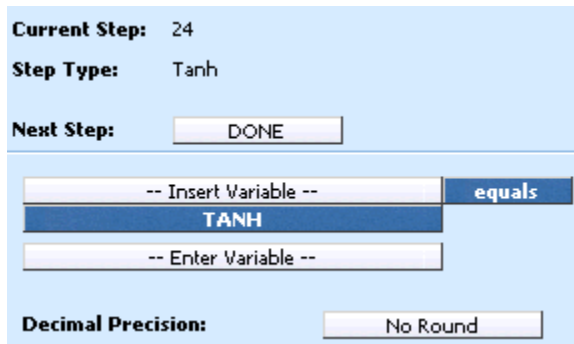 Current Step: 24
Step Type: Tanh
Next Step: DONE
-- Insert Variable -- equals
TANH
-- Enter Variable --
Decimal Precision: No Round